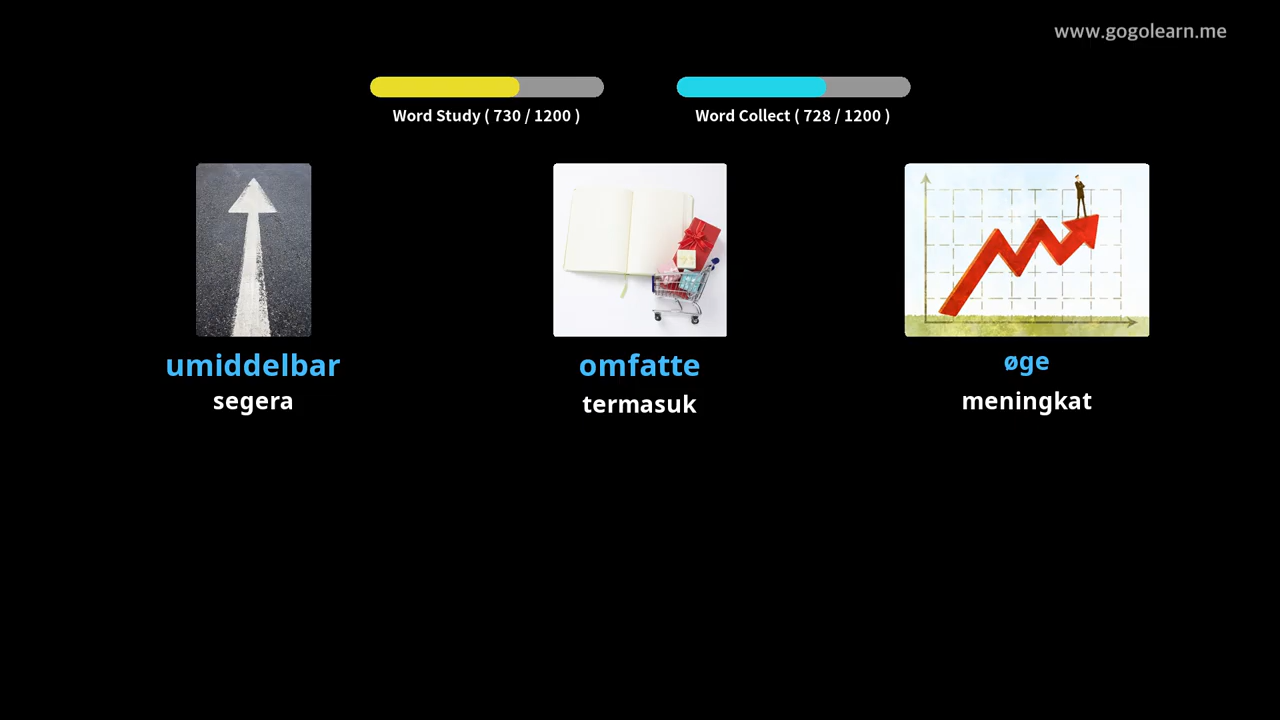 www.gogolearn.me
Word Study ( 730 / 1200 )
Word Collect ( 728 / 1200 )
umiddelbar
segera
omfatte
termasuk
øge
meningkat